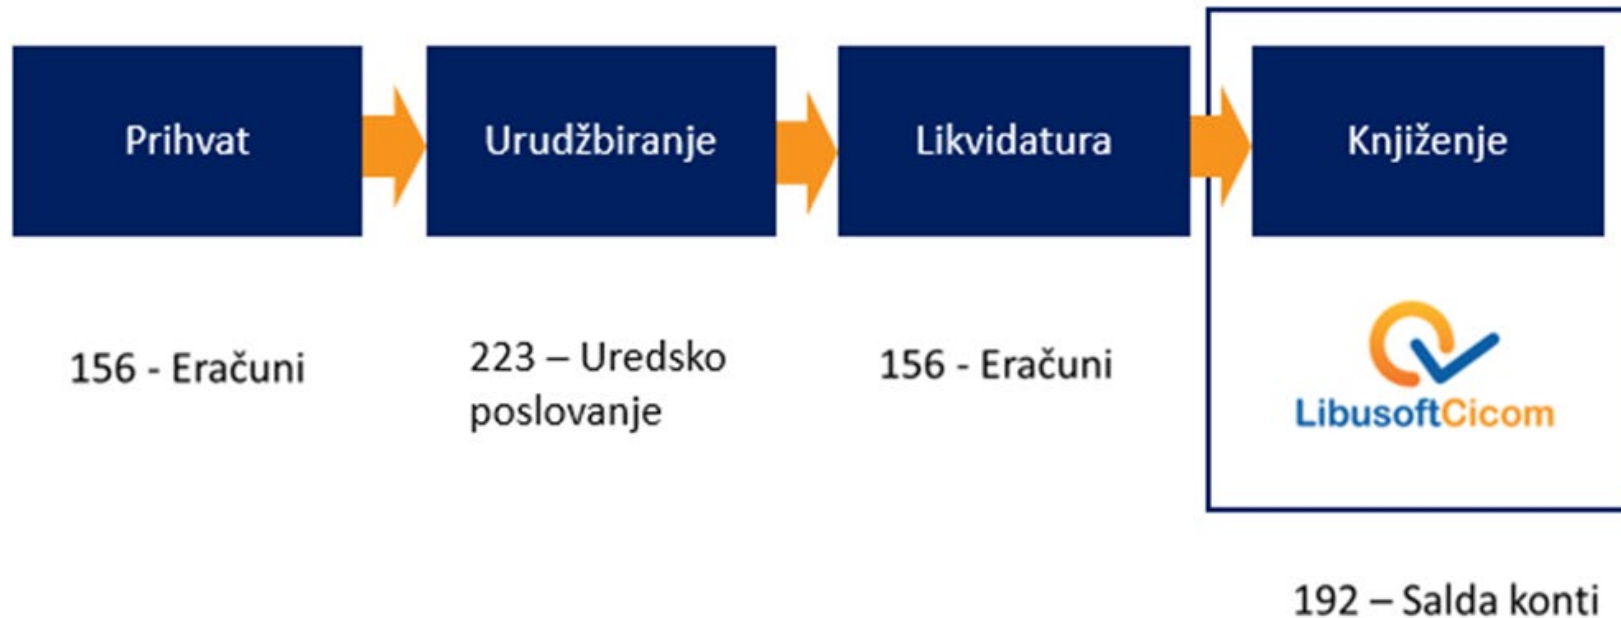 Prihvat
Urudžbiranje
Likvidatura
Knjiženje
156 - Eračuni
223 – Uredsko
poslovanje
156 - Eračuni
LibusoftCicom
192 – Salda konti